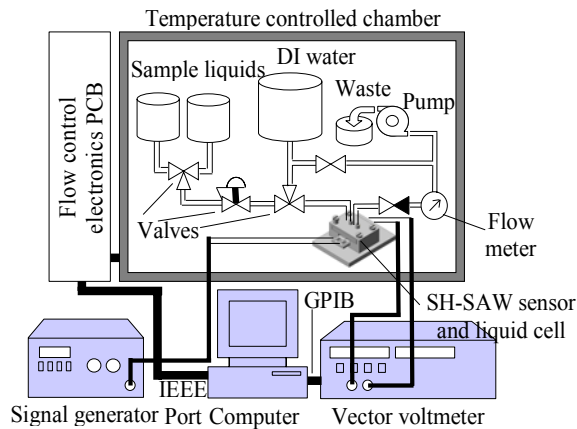 Temperature controlled chamber
Flow control
electronics PCB
Sample liquids
DI water
Waste
Pump
Valves
Flow
meter
GPIB
SH-SAW sensor
and liquid cell
IEEE
Signal generator
Port
Computer
Vector voltmeter